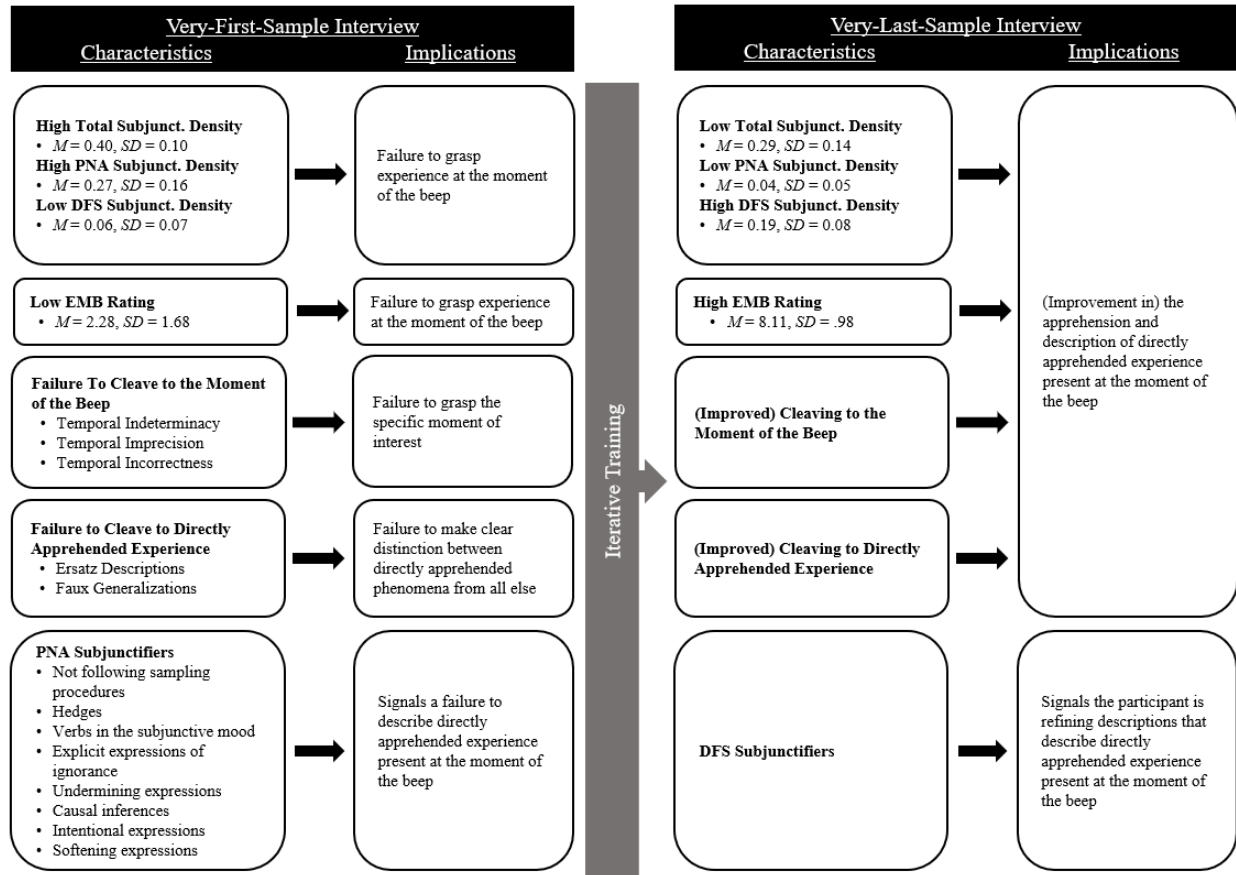 Very-First-Sample Interview
Characteristics
Implications
High Total Subjunct. Density
• M = 0.40, SD = 0.10
High PNA Subjunct. Density
• M = 0.27, SD = 0.16
Low DFS Subjunct. Density
• M = 0.06, SD = 0.07
Failure to grasp
experience at the moment
of the beep
Low EMB Rating
• M = 2.28, SD = 1.68
Failure to grasp experience
at the moment of the beep
Failure To Cleave to the Moment
of the Beep
• Temporal Indeterminacy
• Temporal Imprecision
• Temporal Incorrectness
Failure to grasp the
specific moment of
interest
Failure to Cleave to Directly
Apprehended Experience
• Ersatz Descriptions
• Faux Generalizations
Failure to make clear
distinction between
directly apprehended
phenomena from all else
PNA Subjunctifiers
• Not following sampling
procedures
• Hedges
• Verbs in the subjunctive mood
• Explicit expressions of
ignorance
• Undermining expressions
• Causal inferences
• Intentional expressions
• Softening expressions
Signals a failure to
describe directly
apprehended experience
present at the moment of
the beep
Iterative Training
Very-Last-Sample Interview
Characteristics
Implications
Low Total Subjunct. Density
• M = 0.29, SD = 0.14
Low PNA Subjunct. Density
• M = 0.04, SD = 0.05
High DFS Subjunct. Density
• M = 0.19, SD = 0.08
High EMB Rating
• M = 8.11, SD = .98
(Improved) Cleaving to the
Moment of the Beep
(Improved) Cleaving to Directly
Apprehended Experience
(Improvement in) the
apprehension and
description of directly
apprehended experience
present at the moment of
the beep
DFS Subjunctifiers
Signals the participant is
refining descriptions that
describe directly
apprehended experience
present at the moment of
the beep